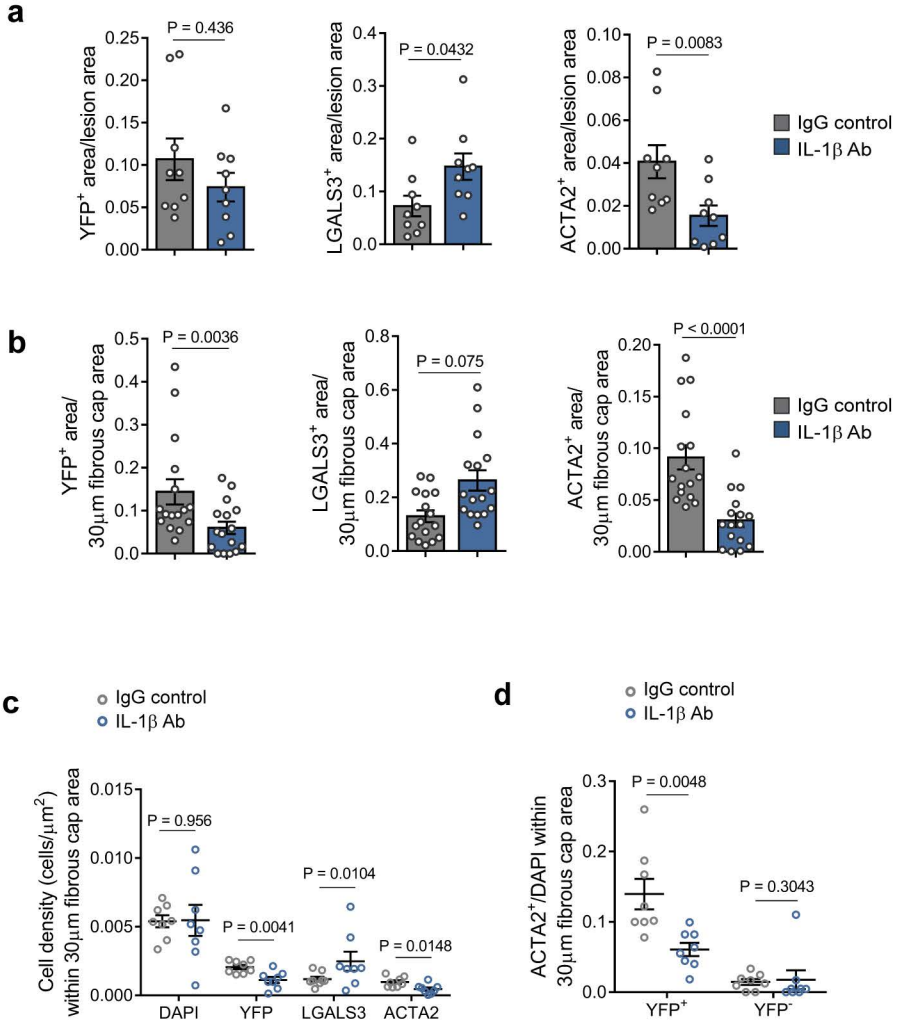 a
P = 0.436
YFP⁺ area/lesion area
0.25
0.20
0.15
0.10
0.05
0.00
P = 0.0432
LGALS3⁺ area/lesion area
0.4
0.3
0.2
0.1
0.0
P = 0.0083
ACTA2⁺ area/lesion area
0.10
0.08
0.06
0.04
0.02
0.00
IgG control
IL-1β Ab
b
P = 0.0036
YFP⁺ area/
30μm fibrous cap area
0.5
0.4
0.3
0.2
0.1
0.0
P = 0.075
LGALS3⁺ area/
30μm fibrous cap area
0.8
0.6
0.4
0.2
0.0
P < 0.0001
ACTA2⁺ area/
30μm fibrous cap area
0.20
0.15
0.10
0.05
0.00
IgG control
IL-1β Ab
c
IgG control
IL-1β Ab
Cell density (cells/μm²)
within 30μm fibrous cap area
0.015
0.010
0.005
0.000
P = 0.956
P = 0.0041
P = 0.0104
P = 0.0148
DAPI YFP LGALS3 ACTA2
d
IgG control
IL-1β Ab
ACTA2⁺/DAPI within
30μm fibrous cap area
0.3
0.2
0.1
0.0
P = 0.0048
P = 0.3043
YFP⁺ YFP⁻